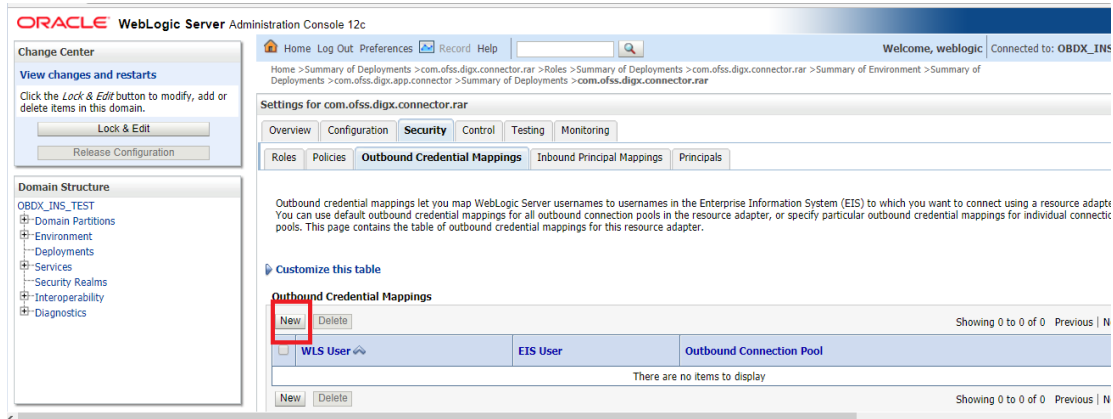 ORACLE WebLogic Server Administration Console 12c
Change Center
View changes and restarts
Click the Lock & Edit button to modify, add or
delete items in this domain.
Lock & Edit
Release Configuration
Domain Structure
OBDX_INS_TEST
Domain Partitions
Environment
Deployments
Services
Security Realms
Interoperability
Diagnostics
Home Log Out Preferences Record Help
Welcome, weblogic Connected to: OBDX_INS
Home >Summary of Deployments >com.ofss.digx.connector.rar >Roles >Summary of Deployments >com.ofss.digx.connector.rar >Summary of Environment >Summary of
Deployments >com.ofss.digx.app.connector >Summary of Deployments >com.ofss.digx.connector.rar
Settings for com.ofss.digx.connector.rar
Overview Configuration Security Control Testing Monitoring
Roles Policies Outbound Credential Mappings Inbound Principal Mappings Principals
Outbound credential mappings let you map WebLogic Server usernames to usernames in the Enterprise Information System (EIS) to which you want to connect using a resource adapte
You can use default outbound credential mappings for all outbound connection pools in the resource adapter, or specify particular outbound credential mappings for individual connectio
pools. This page contains the table of outbound credential mappings for this resource adapter.
Customize this table
Outbound Credential Mappings
New Delete
Showing 0 to 0 of 0 Previous | N
WLS User EIS User Outbound Connection Pool
There are no items to display
New Delete
Showing 0 to 0 of 0 Previous | N